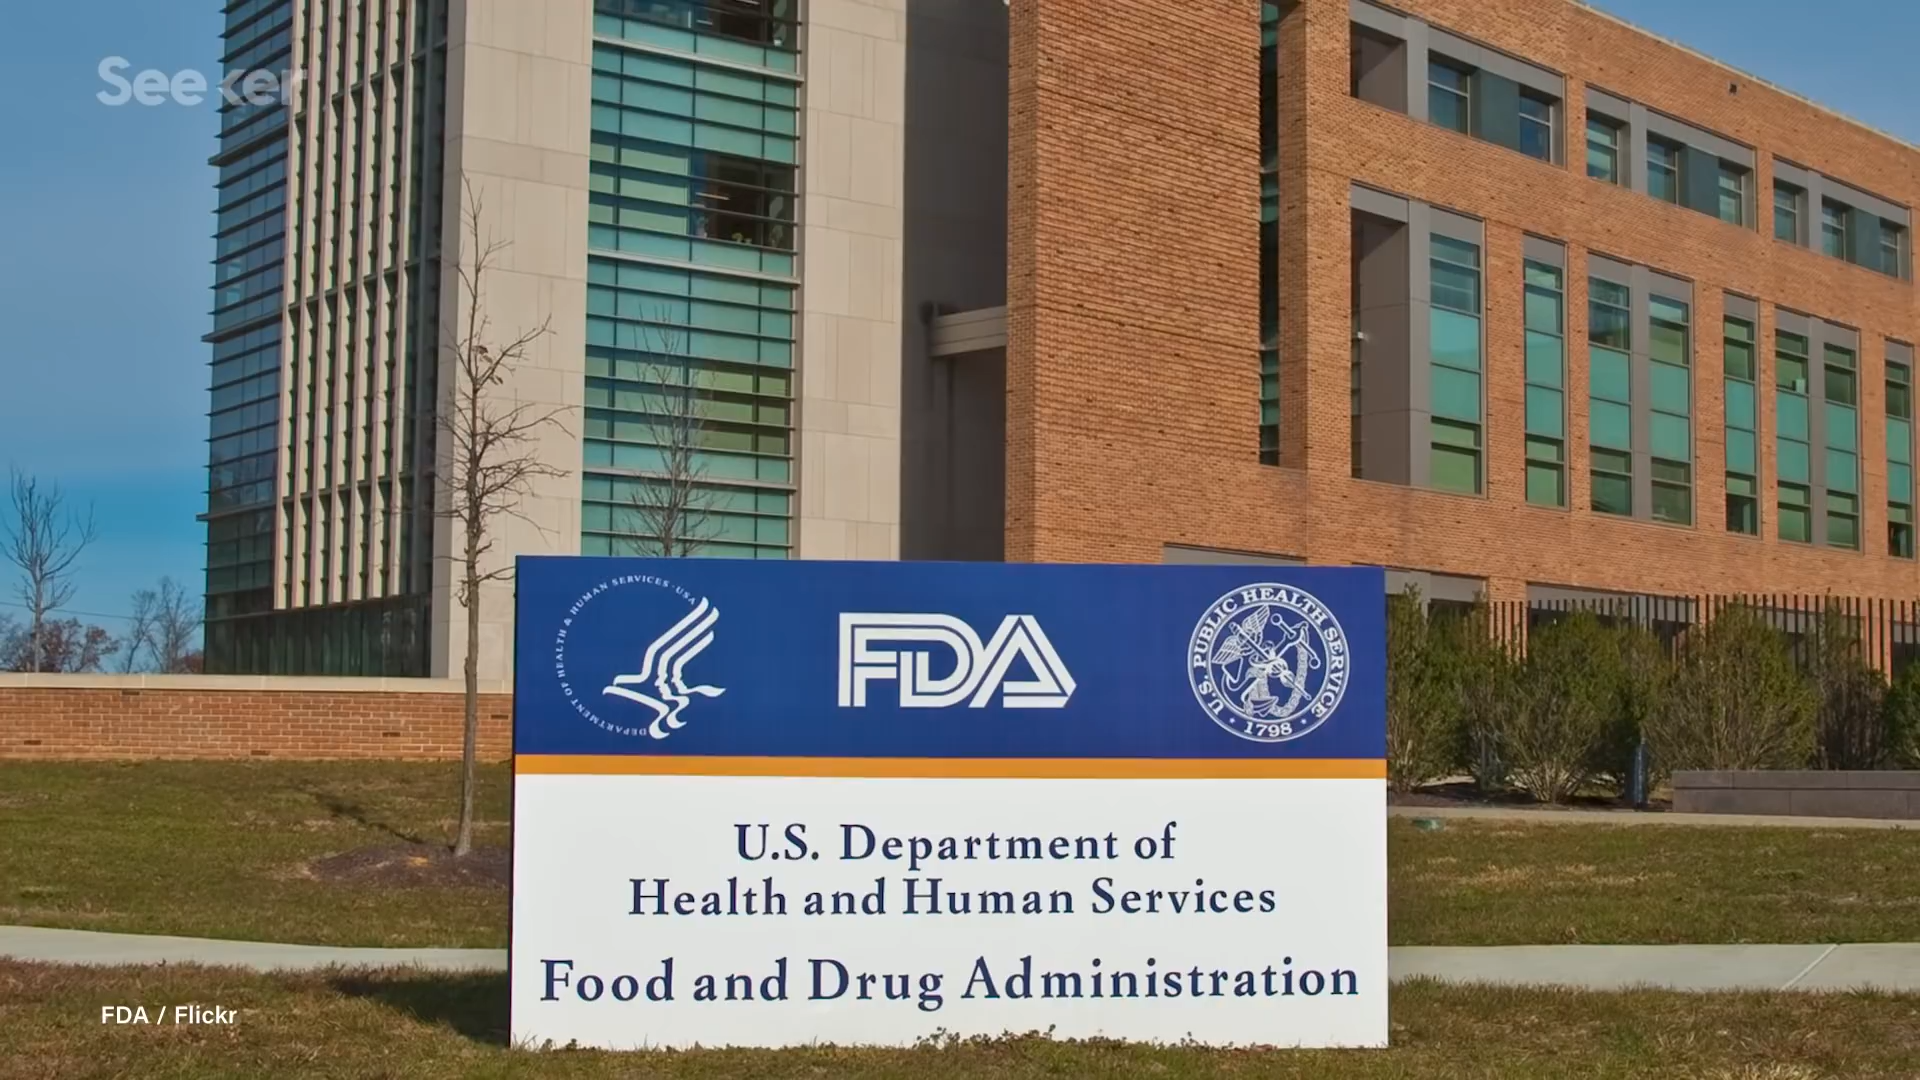 Seeker
DEPARTMENT OF HEALTH & HUMAN SERVICES · USA
FDA
U.S. PUBLIC HEALTH SERVICE
· 1798 ·
U.S. Department of
Health and Human Services
Food and Drug Administration
FDA / Flickr